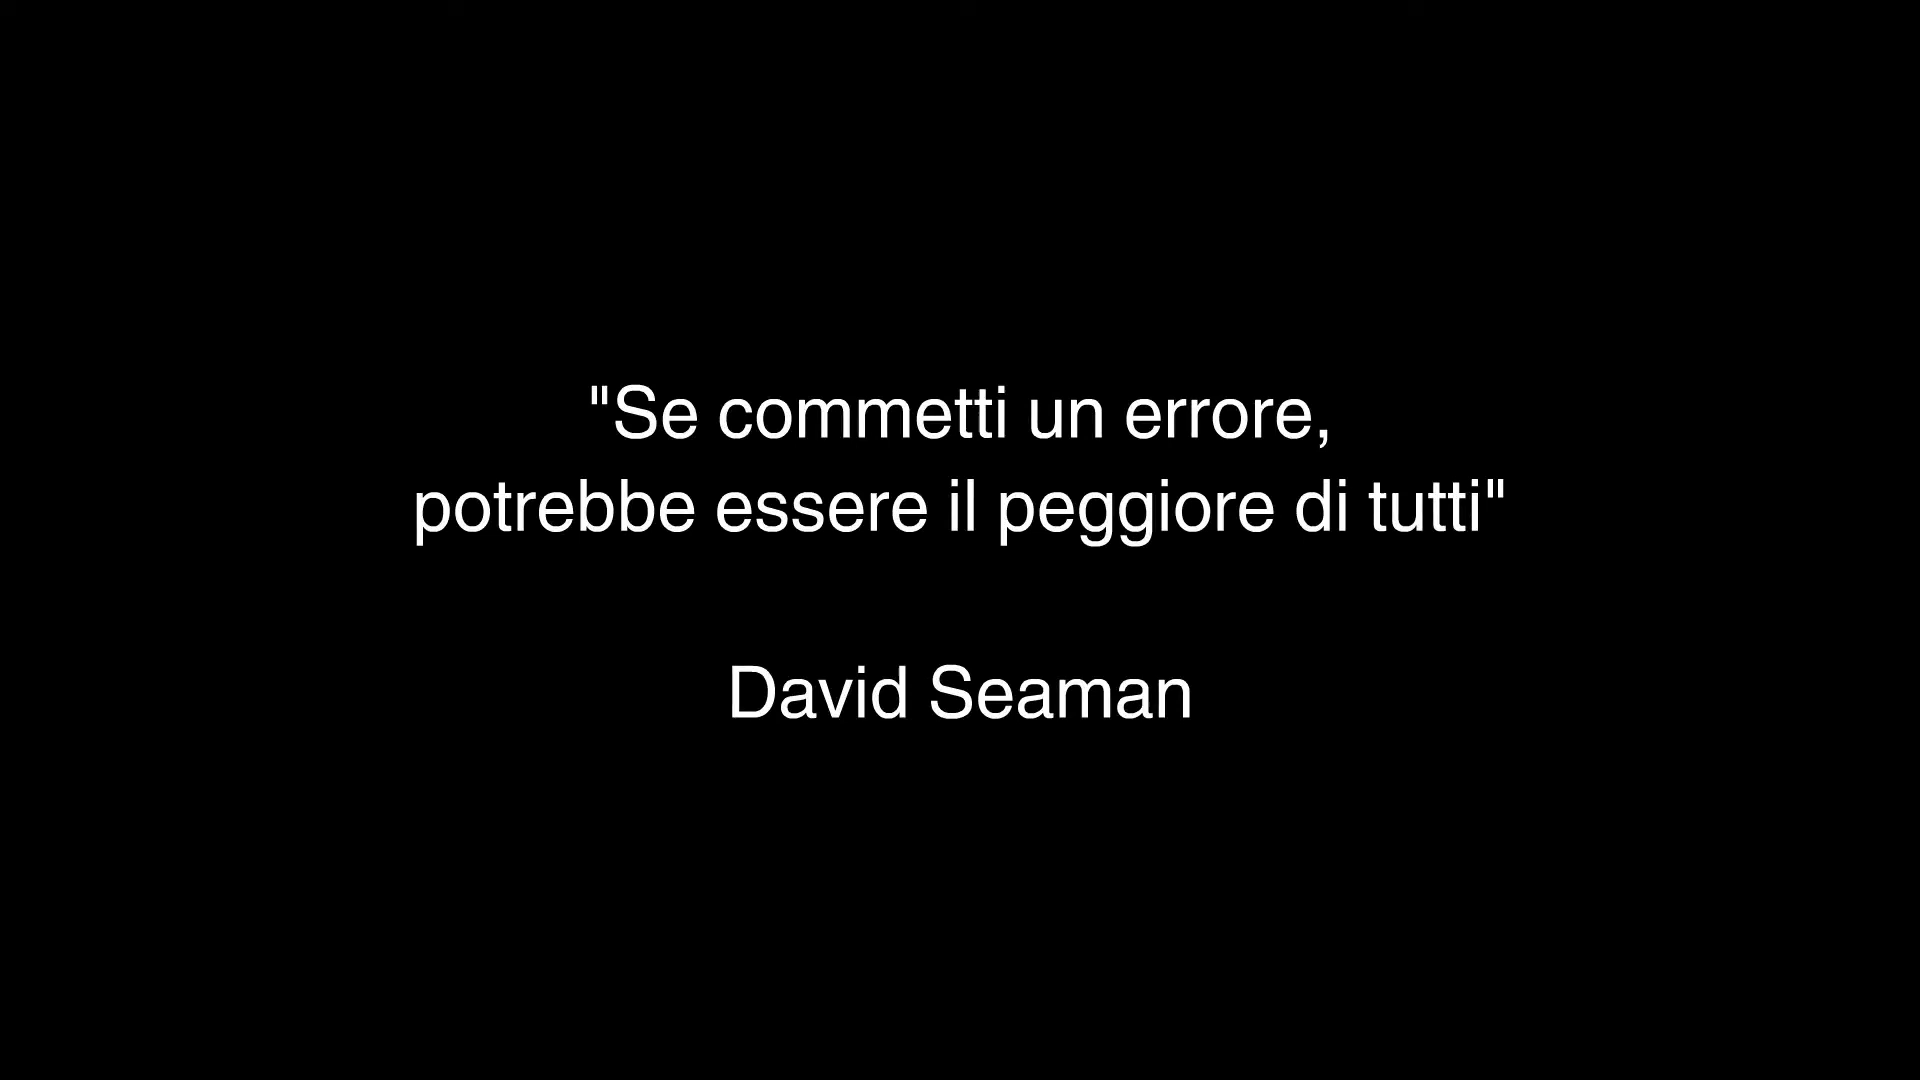 "Se commetti un errore,
potrebbe essere il peggiore di tutti"
David Seaman